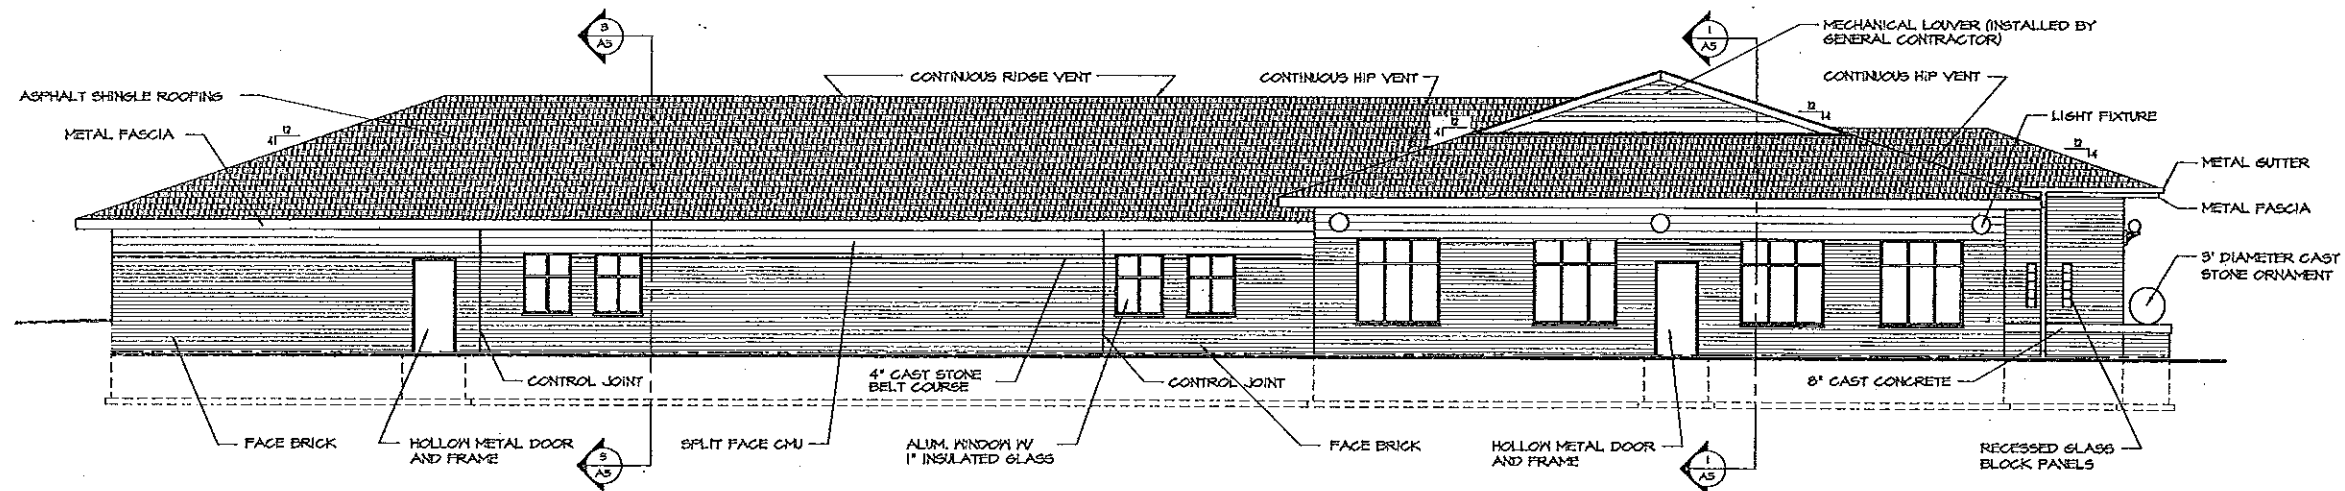 3
A5
1
A5
MECHANICAL LOUVER (INSTALLED BY
GENERAL CONTRACTOR)
CONTINUOUS RIDGE VENT
CONTINUOUS HIP VENT
CONTINUOUS HIP VENT
ASPHALT SHINGLE ROOFING
METAL FASCIA
LIGHT FIXTURE
12
4
12
4
12
4
12
4
METAL GUTTER
METAL FASCIA
3' DIAMETER CAST
STONE ORNAMENT
CONTROL JOINT
4" CAST STONE
BELT COURSE
CONTROL JOINT
8" CAST CONCRETE
FACE BRICK
HOLLOW METAL DOOR
AND FRAME
3
A5
SPLIT FACE CMU
ALUM. WINDOW W/
1" INSULATED GLASS
FACE BRICK
HOLLOW METAL DOOR
AND FRAME
1
A5
RECESSED GLASS
BLOCK PANELS